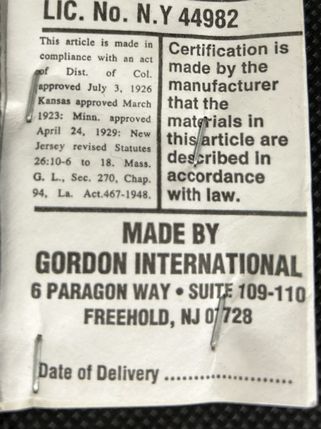 LIC. No. N.Y 44982
This article is made in
compliance with an act
of Dist. of Col.
approved July 3, 1926
Kansas approved March
1923: Minn. approved
April 24, 1929: New
Jersey revised Statutes
26:10-6 to 18. Mass.
G. L., Sec. 270, Chap.
94, La. Act.467-1948.
Certification is
made by the
manufacturer
that the
materials in
this article are
described in
accordance
with law.
MADE BY
GORDON INTERNATIONAL
6 PARAGON WAY • SUITE 109-110
FREEHOLD, NJ 07728
Date of Delivery ..............................